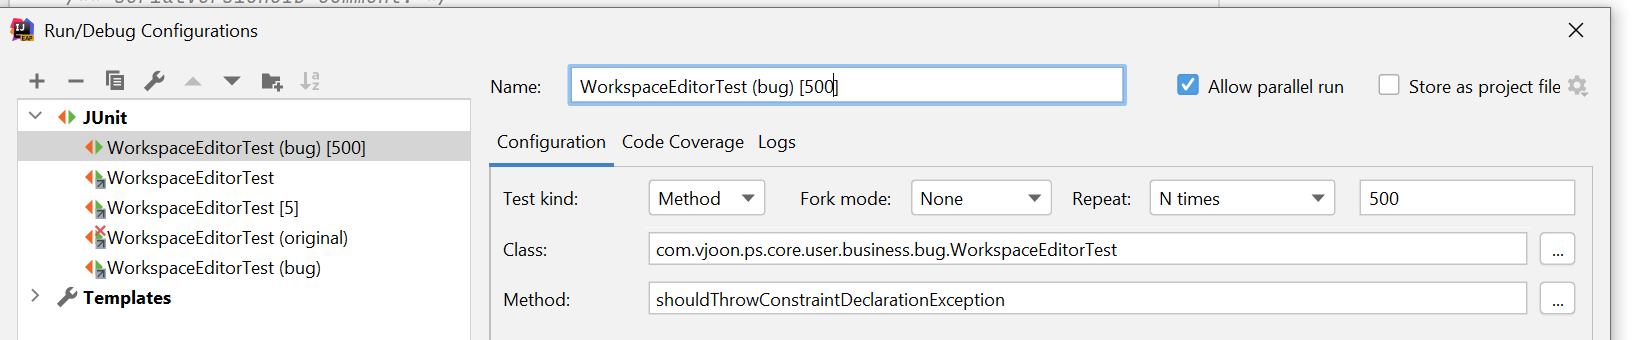 /** serialVersionUID comment. */
Run/Debug Configurations
Name: WorkspaceEditorTest (bug) [500] Allow parallel run Store as project file
JUnit
WorkspaceEditorTest (bug) [500]
WorkspaceEditorTest
WorkspaceEditorTest [5]
WorkspaceEditorTest (original)
WorkspaceEditorTest (bug)
Templates
Configuration Code Coverage Logs
Test kind: Method Fork mode: None Repeat: N times 500
Class: com.vjoon.ps.core.user.business.bug.WorkspaceEditorTest ...
Method: shouldThrowConstraintDeclarationException ...